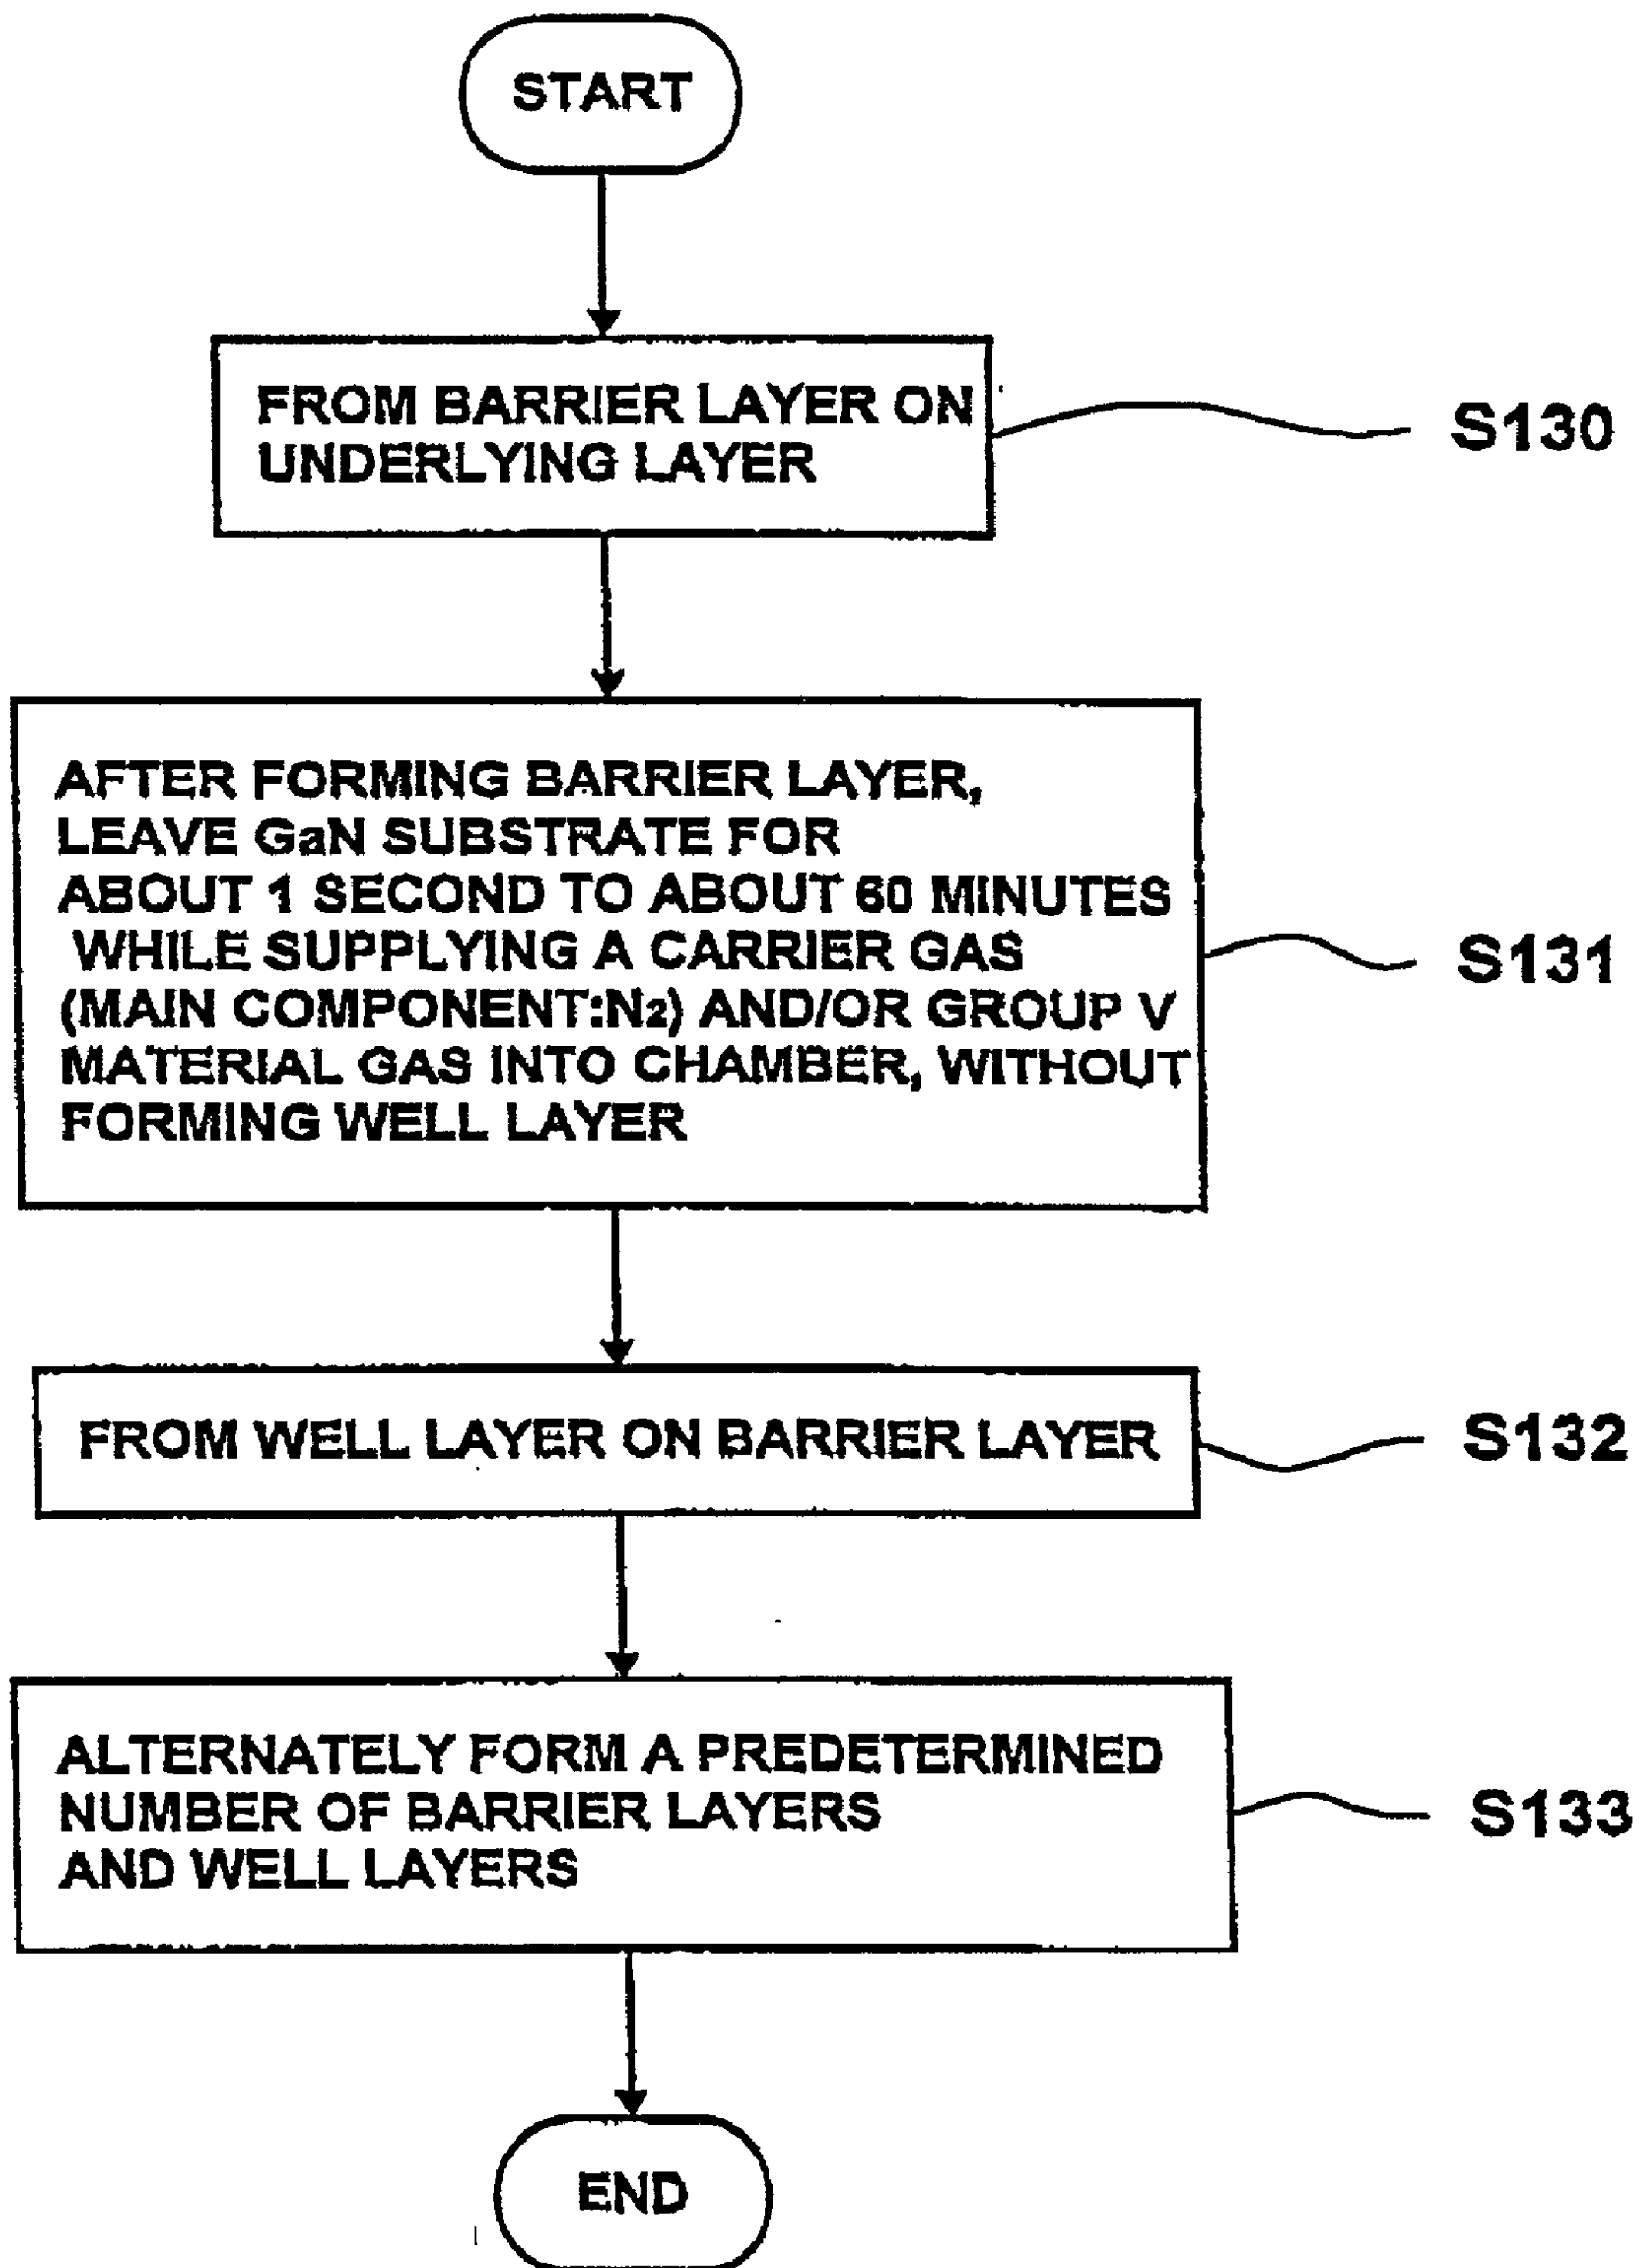 START
FROM BARRIER LAYER ON
UNDERLYING LAYER
S130
AFTER FORMING BARRIER LAYER,
LEAVE GaN SUBSTRATE FOR
ABOUT 1 SECOND TO ABOUT 60 MINUTES
WHILE SUPPLYING A CARRIER GAS
(MAIN COMPONENT:N₂) AND/OR GROUP V
MATERIAL GAS INTO CHAMBER, WITHOUT
FORMING WELL LAYER
S131
FROM WELL LAYER ON BARRIER LAYER
S132
ALTERNATELY FORM A PREDETERMINED
NUMBER OF BARRIER LAYERS
AND WELL LAYERS
S133
END